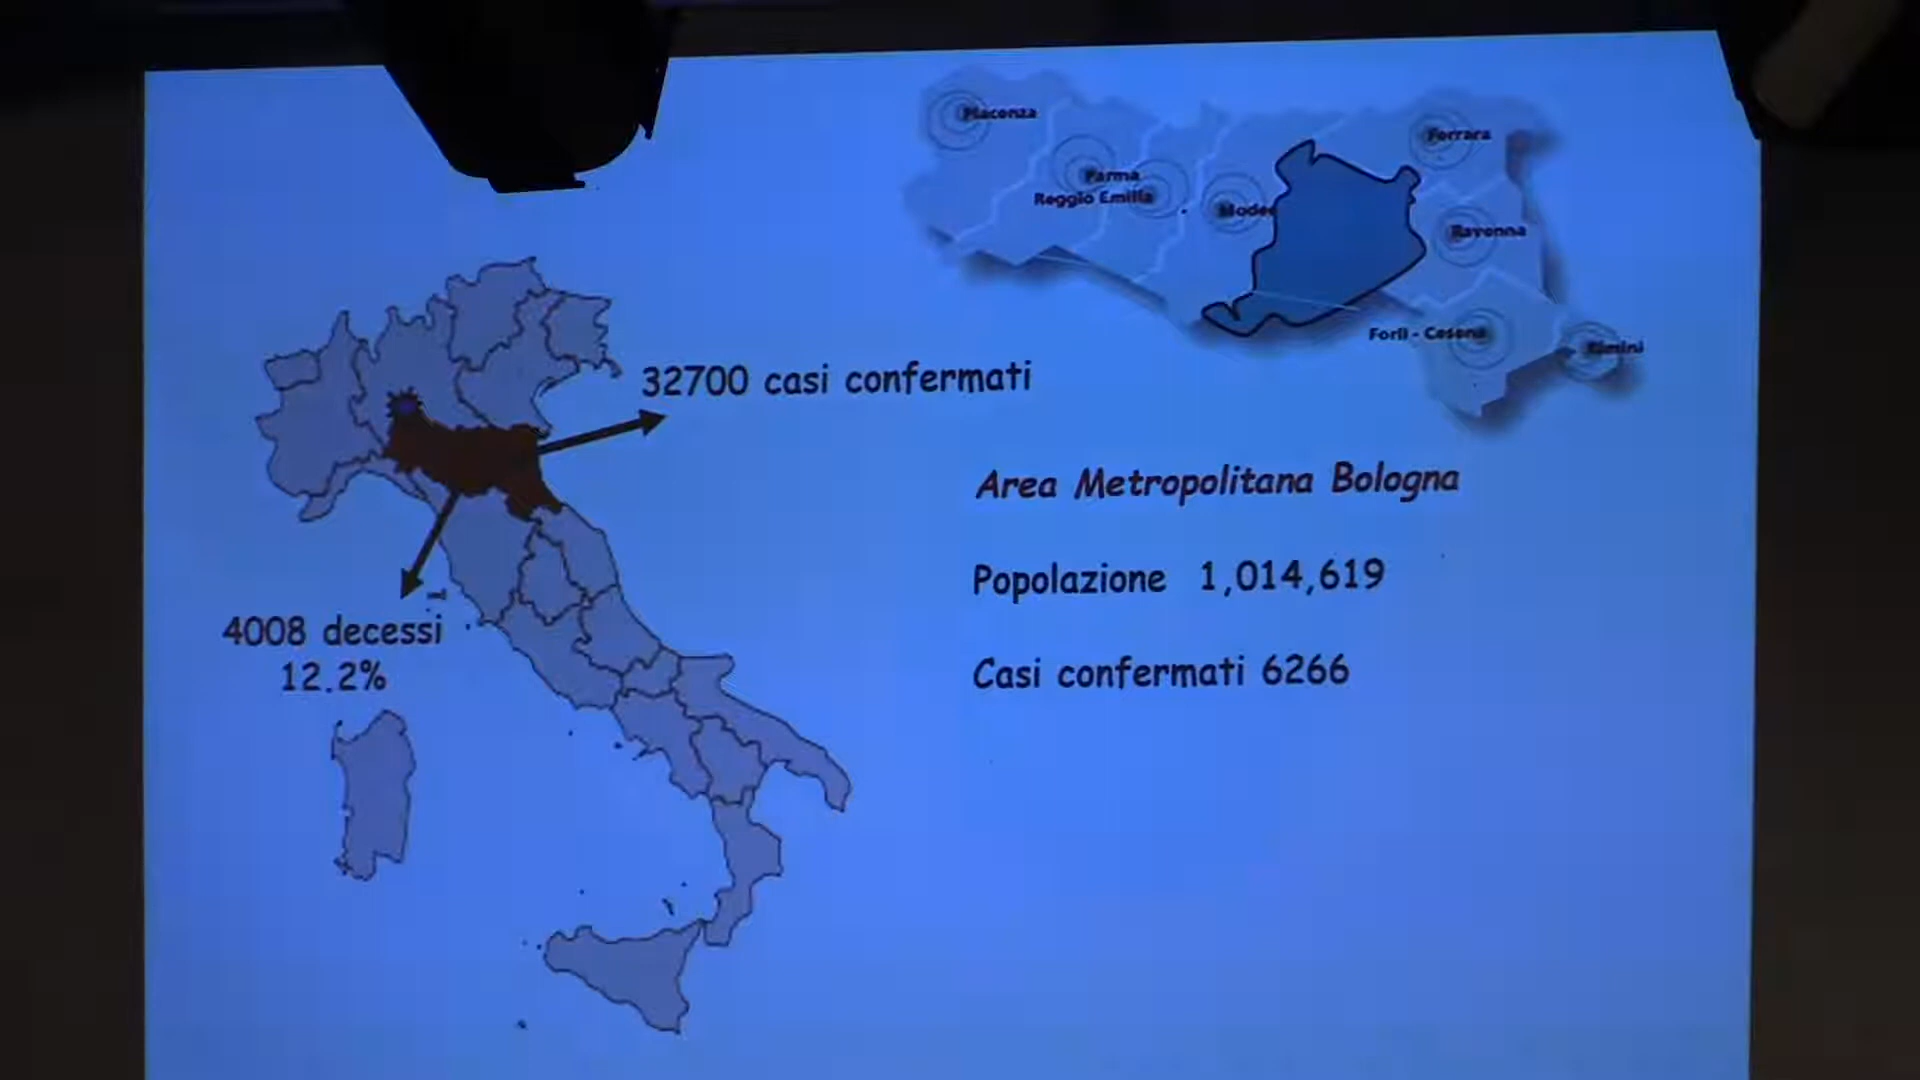 Piacenza
Ferrara
Parma
Reggio Emilia
Ravenna
Forlì - Cesena
Rimini
32700 casi confermati
4008 decessi
12.2%
Area Metropolitana Bologna
Popolazione 1,014,619
Casi confermati 6266